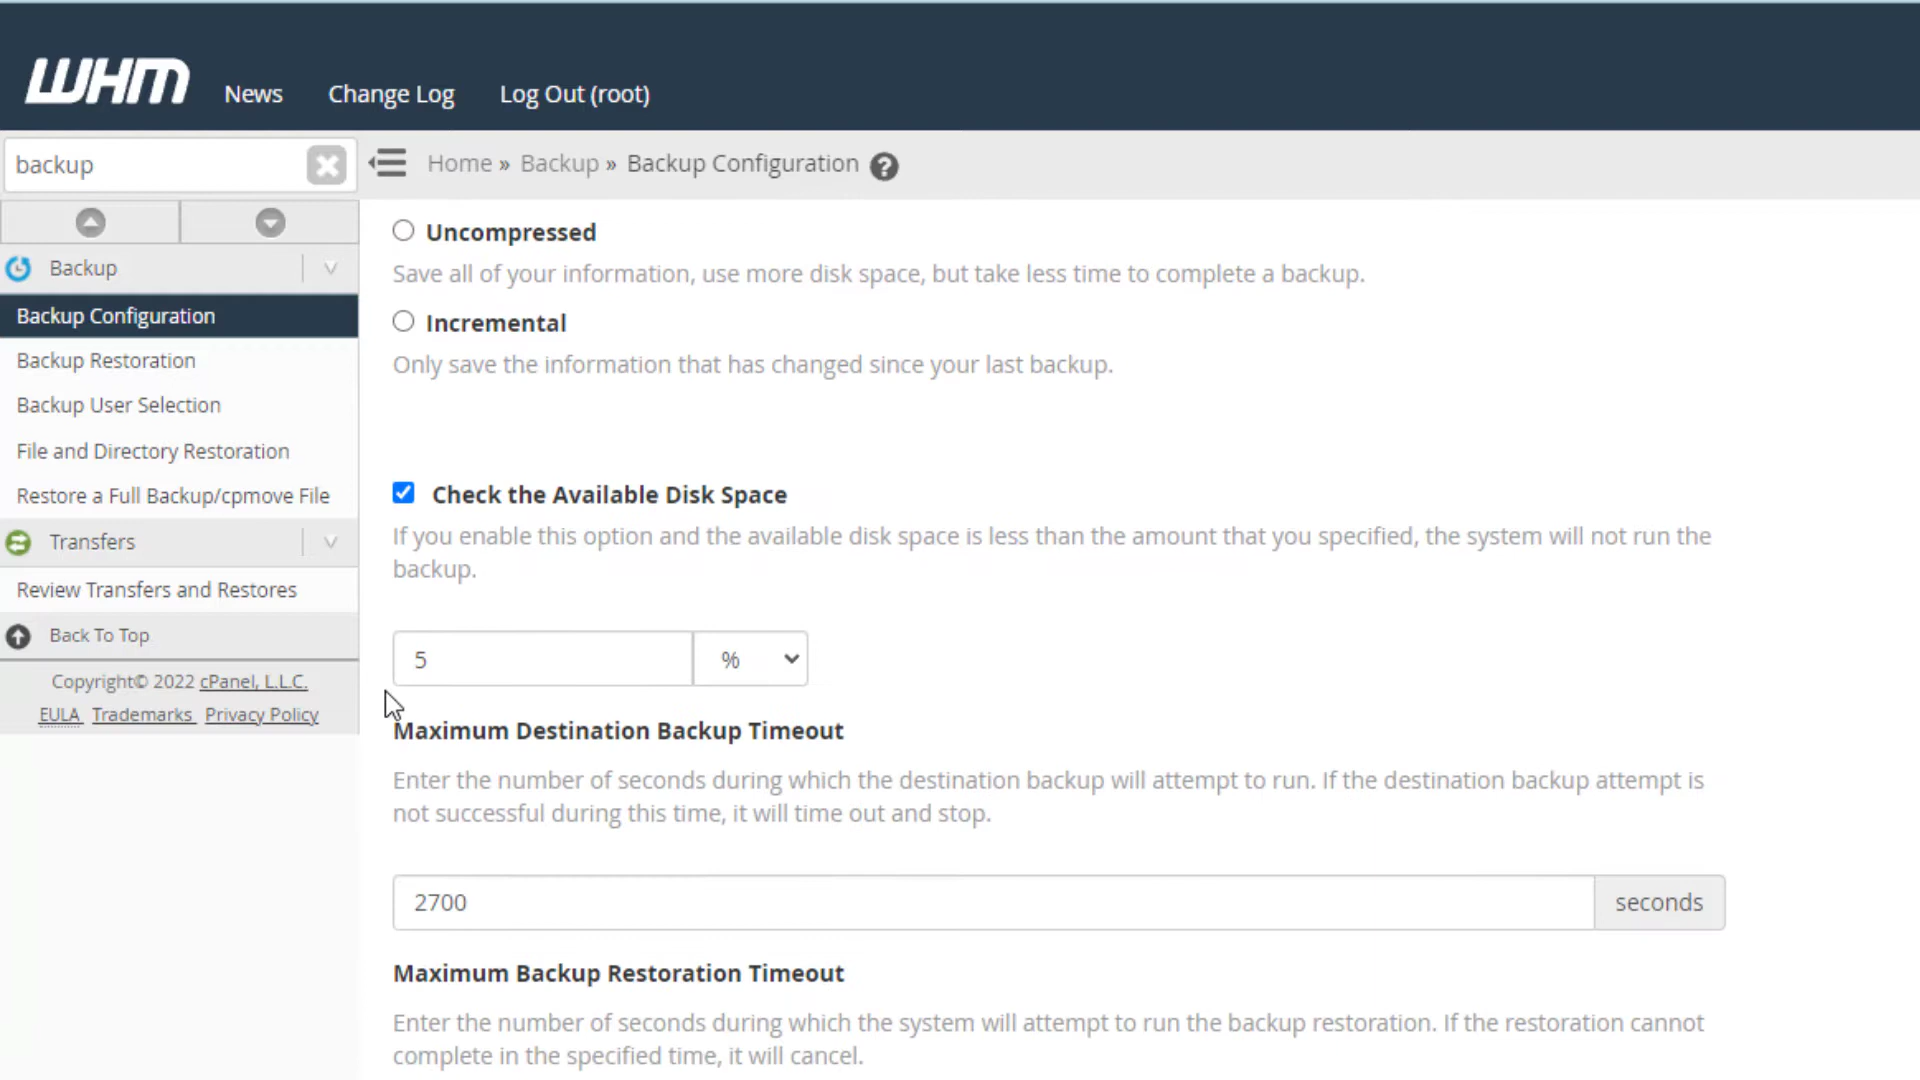 WHM
News
Change Log
Log Out (root)
backup
Home » Backup » Backup Configuration ?
Backup
Backup Configuration
Backup Restoration
Backup User Selection
File and Directory Restoration
Restore a Full Backup/cpmove File
Transfers
Review Transfers and Restores
Back To Top
Copyright© 2022 cPanel, L.L.C.
EULA Trademarks Privacy Policy
Uncompressed
Save all of your information, use more disk space, but take less time to complete a backup.
Incremental
Only save the information that has changed since your last backup.
Check the Available Disk Space
If you enable this option and the available disk space is less than the amount that you specified, the system will not run the
backup.
5 %
Maximum Destination Backup Timeout
Enter the number of seconds during which the destination backup will attempt to run. If the destination backup attempt is
not successful during this time, it will time out and stop.
2700 seconds
Maximum Backup Restoration Timeout
Enter the number of seconds during which the system will attempt to run the backup restoration. If the restoration cannot
complete in the specified time, it will cancel.